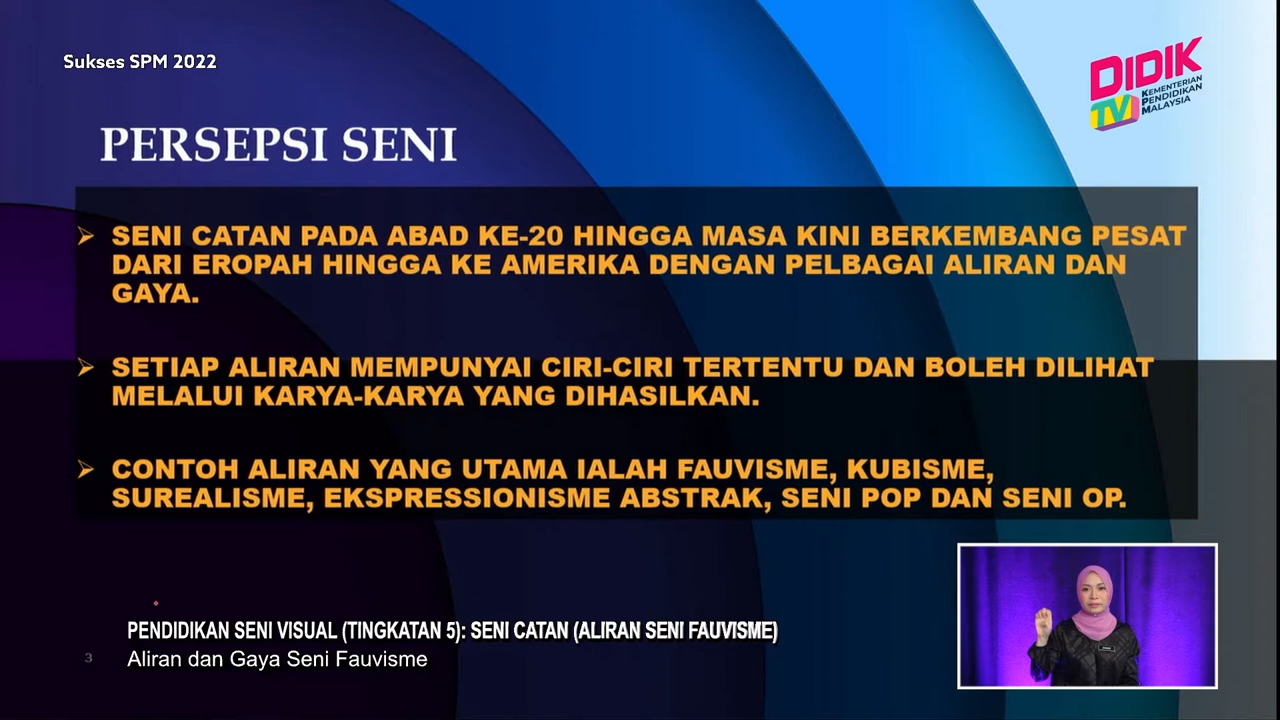 Sukses SPM 2022
DIDIK
TV
KEMENTERIAN
PENDIDIKAN
MALAYSIA
PERSEPSI SENI
➢ SENI CATAN PADA ABAD KE-20 HINGGA MASA KINI BERKEMBANG PESAT
DARI EROPAH HINGGA KE AMERIKA DENGAN PELBAGAI ALIRAN DAN
GAYA.
➢ SETIAP ALIRAN MEMPUNYAI CIRI-CIRI TERTENTU DAN BOLEH DILIHAT
MELALUI KARYA-KARYA YANG DIHASILKAN.
➢ CONTOH ALIRAN YANG UTAMA IALAH FAUVISME, KUBISME,
SUREALISME, EKSPRESSIONISME ABSTRAK, SENI POP DAN SENI OP.
PENDIDIKAN SENI VISUAL (TINGKATAN 5): SENI CATAN (ALIRAN SENI FAUVISME)
3
Aliran dan Gaya Seni Fauvisme